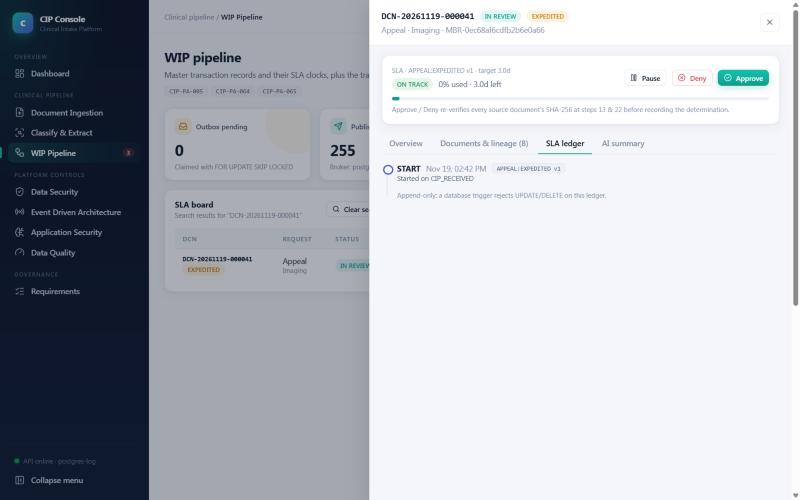 C
CIP Console
Clinical Intake Platform
OVERVIEW
Dashboard
CLINICAL PIPELINE
Document Ingestion
Classify & Extract
WIP Pipeline
3
PLATFORM CONTROLS
Data Security
Event Driven Architecture
Application Security
Data Quality
GOVERNANCE
Requirements
API online · postgres-log
Collapse menu
Clinical pipeline / WIP Pipeline
WIP pipeline
Master transaction records and their SLA clocks, plus the tra
CIP-PA-005 CIP-PA-064 CIP-PA-065
Outbox pending
0
Claimed with FOR UPDATE SKIP LOCKED
Publi
255
Broker: postg
SLA board
Search results for "DCN-20261119-000041"
Clear se
DCN REQUEST STATUS
DCN-20261119-000041 Appeal IN REVIEW
EXPEDITED Imaging
DCN-20261119-000041 IN REVIEW EXPEDITED
Appeal · Imaging · MBR-0ec68af6cdfb2b6e0a66
SLA · APPEAL:EXPEDITED v1 · target 3.0d
ON TRACK 0% used · 3.0d left
Pause Deny Approve
Approve / Deny re-verifies every source document's SHA-256 at steps 13 & 22 before recording the determination.
Overview Documents & lineage (8) SLA ledger AI summary
START Nov 19, 02:42 PM APPEAL:EXPEDITED v1
Started on CIP_RECEIVED
Append-only: a database trigger rejects UPDATE/DELETE on this ledger.